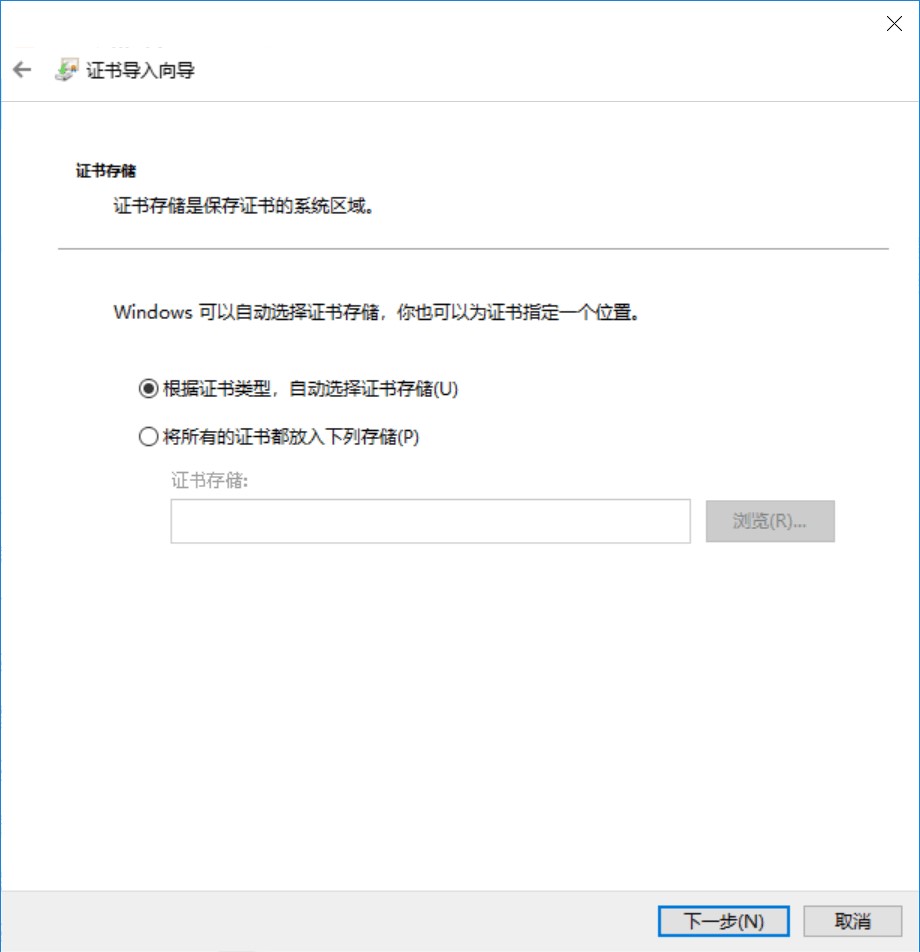 证书导入向导
证书存储
证书存储是保存证书的系统区域。
Windows 可以自动选择证书存储，你也可以为证书指定一个位置。
根据证书类型，自动选择证书存储(U)
将所有的证书都放入下列存储(P)
证书存储:
浏览(R)...
下一步(N)
取消